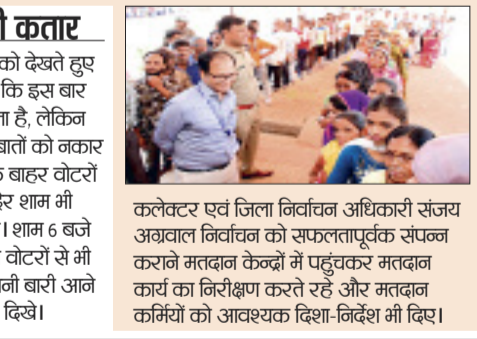 ी कतार
को देखते हुए
कि इस बार
ता है, लेकिन
बातों को नकार
बाहर वोटरों
देर शाम भी
। शाम 6 बजे
वोटरों से भी
नी बारी आने
दिखे।
कलेक्टर एवं जिला निर्वाचन अधिकारी संजय
अग्रवाल निर्वाचन को सफलतापूर्वक संपन्न
कराने मतदान केन्द्रों में पहुंचकर मतदान
कार्य का निरीक्षण करते रहे और मतदान
कर्मियों को आवश्यक दिशा-निर्देश भी दिए।